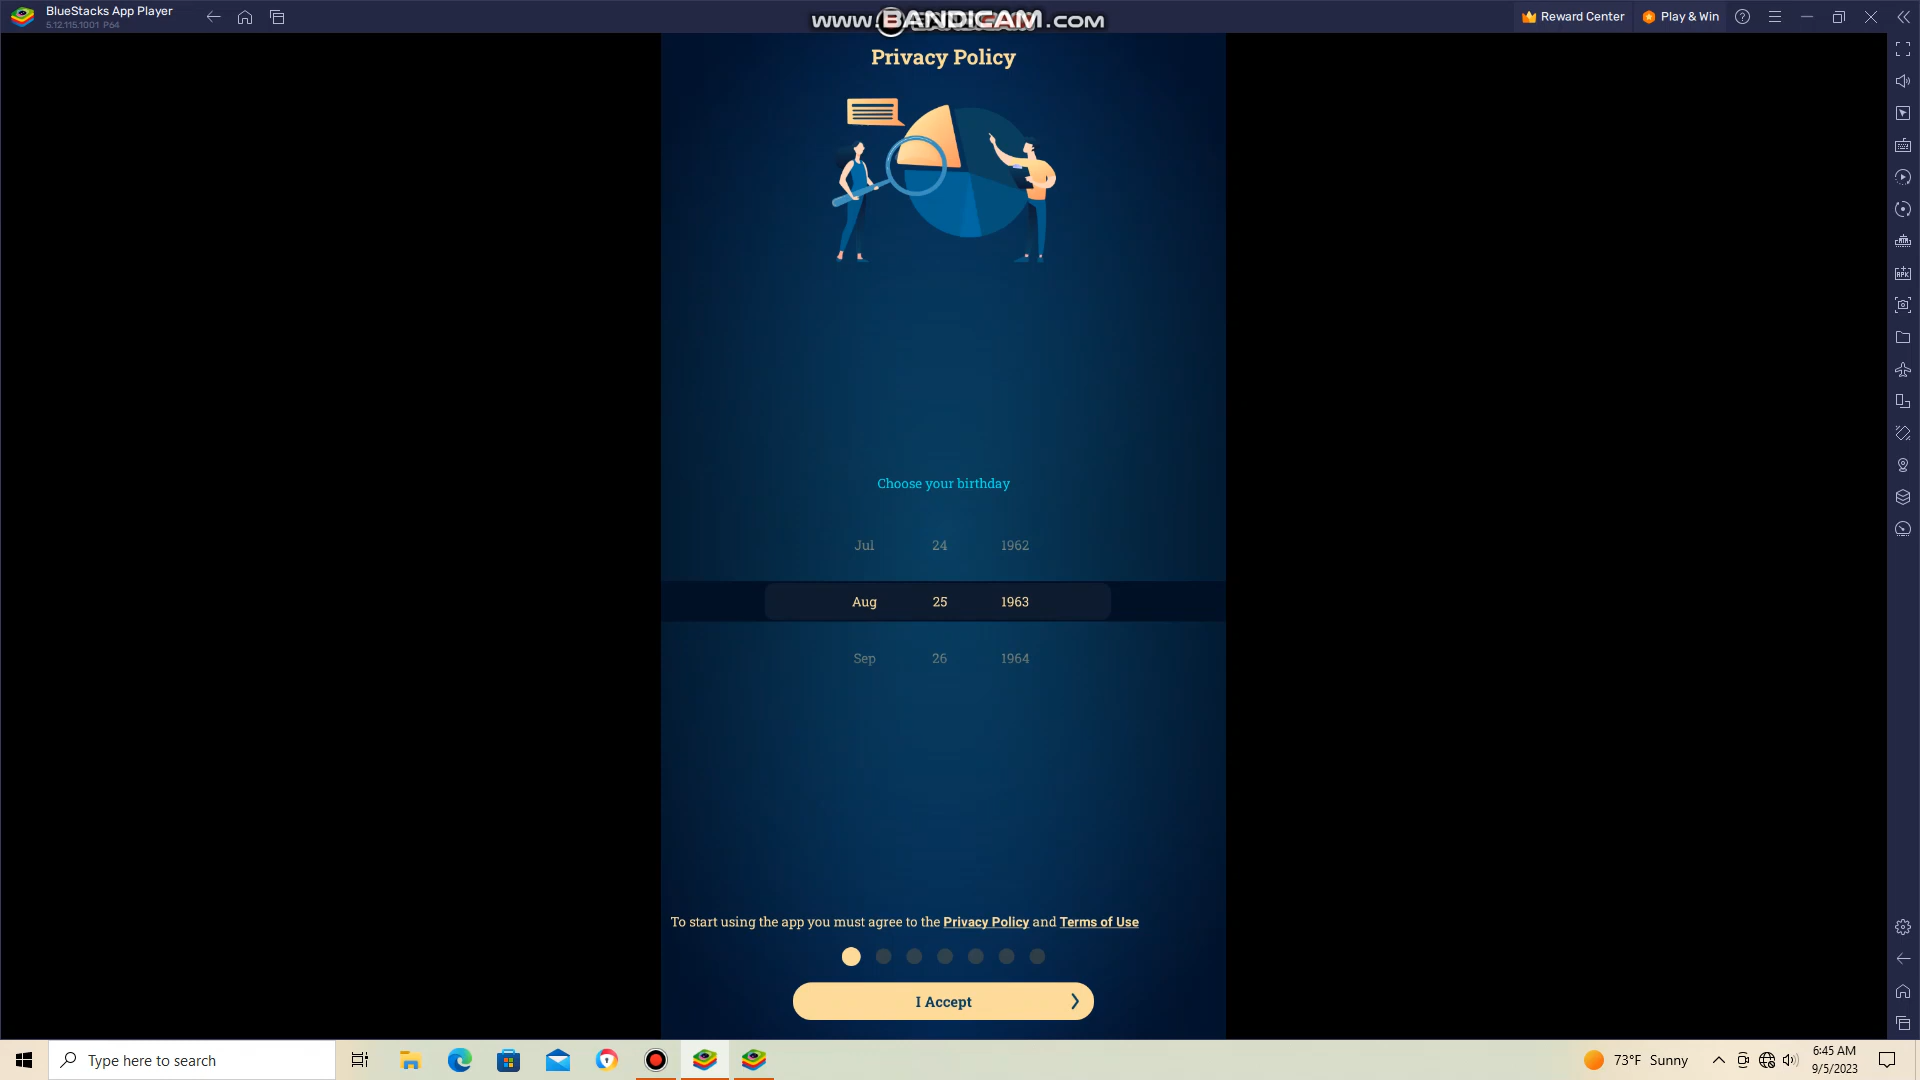 BlueStacks App Player
5.12.115.1001 P64
www.BANDICAM.com
Reward Center
Play & Win
Privacy Policy
Choose your birthday
Jul 24 1962
Aug 25 1963
Sep 26 1964
To start using the app you must agree to the Privacy Policy and Terms of Use
I Accept
Type here to search
73°F Sunny
6:45 AM
9/5/2023